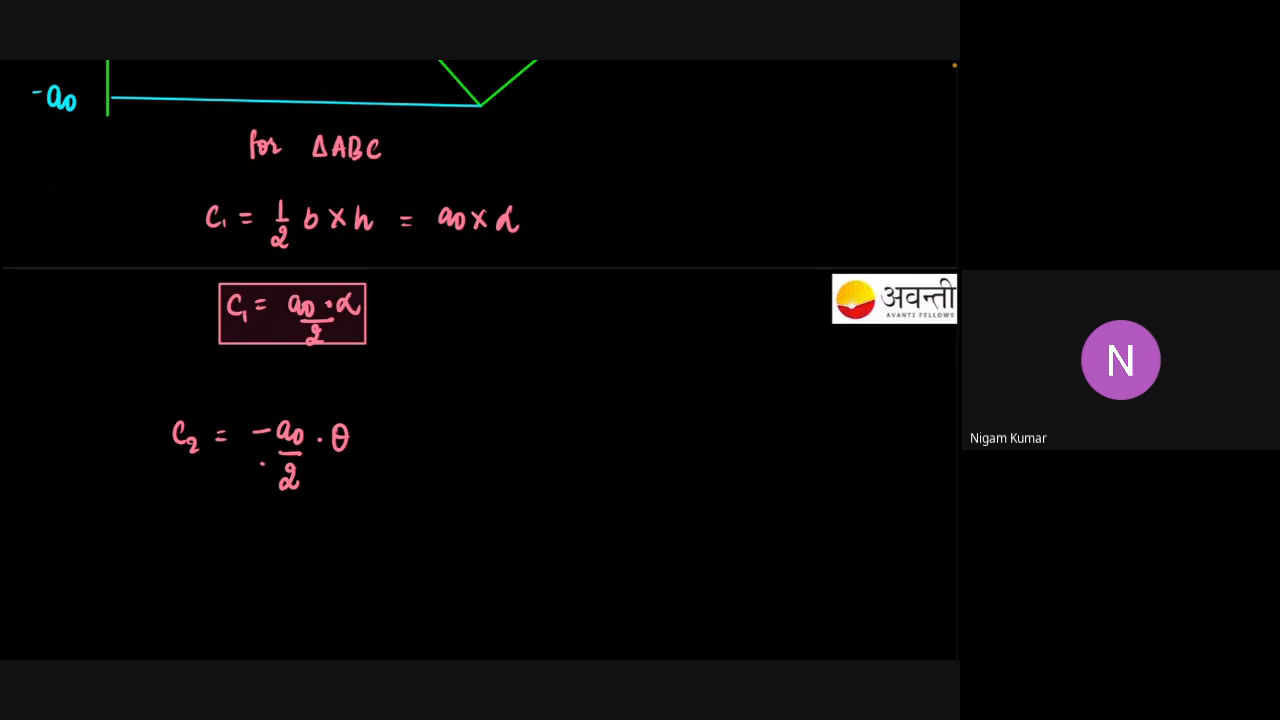 -a₀
for ΔABC
C₁ = 1/2 b × h = a₀ × α
C₁ = a₀/2 · α
अवन्ती
AVANTI FELLOWS
C₂ = -a₀/2 · θ
N
Nigam Kumar